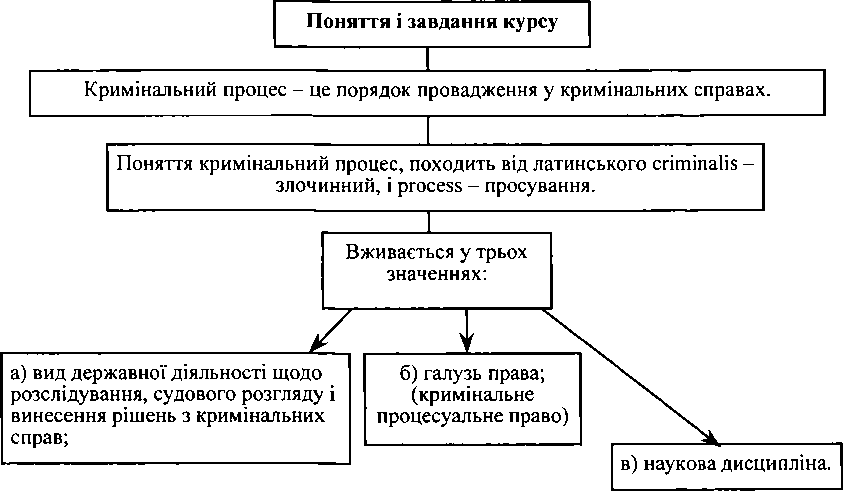 Поняття і завдання курсу
Кримінальний процес – це порядок провадження у кримінальних справах.
Поняття кримінальний процес, походить від латинського criminalis –
злочинний, і process – просування.
Вживається у трьох
значеннях:
а) вид державної діяльності щодо
розслідування, судового розгляду і
винесення рішень з кримінальних
справ;
б) галузь права;
(кримінальне
процесуальне право)
в) наукова дисципліна.